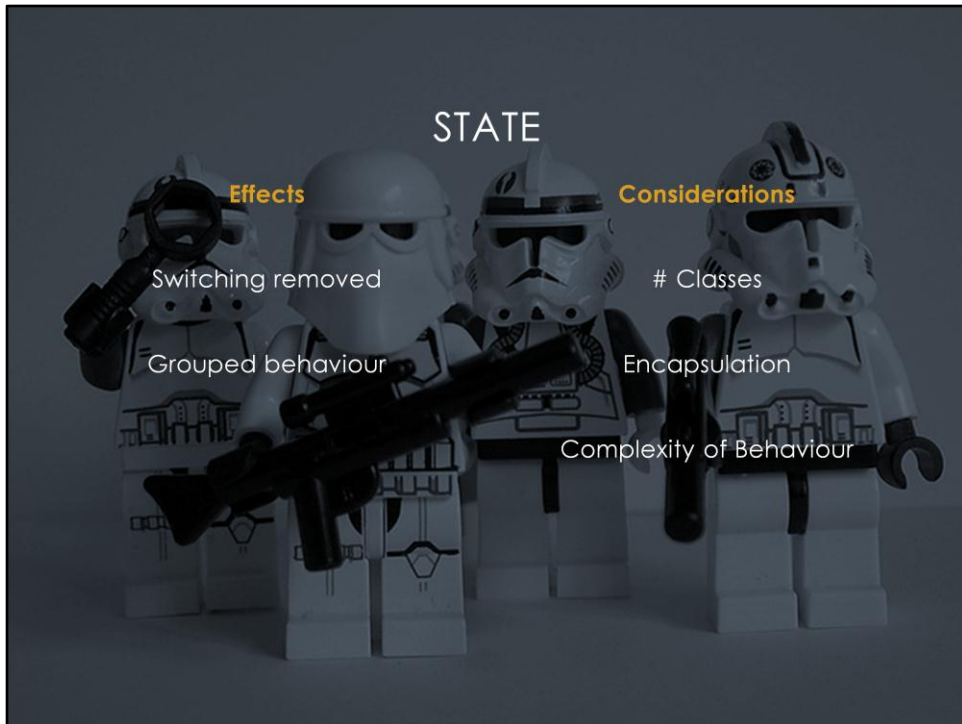 STATE
Effects
Considerations
Switching removed
# Classes
Grouped behaviour
Encapsulation
Complexity of Behaviour